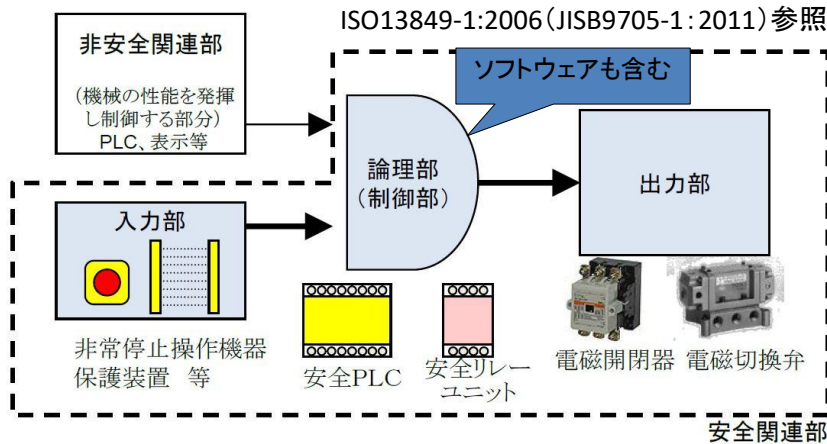 ISO13849-1:2006(JISB9705-1:2011)参照
非安全関連部
(機械の性能を発揮
し制御する部分)
PLC、表示等
ソフトウェアも含む
論理部
(制御部)
出力部
入力部
非常停止操作機器
保護装置 等
安全PLC
安全リレー
ユニット
電磁開閉器
電磁切換弁
安全関連部